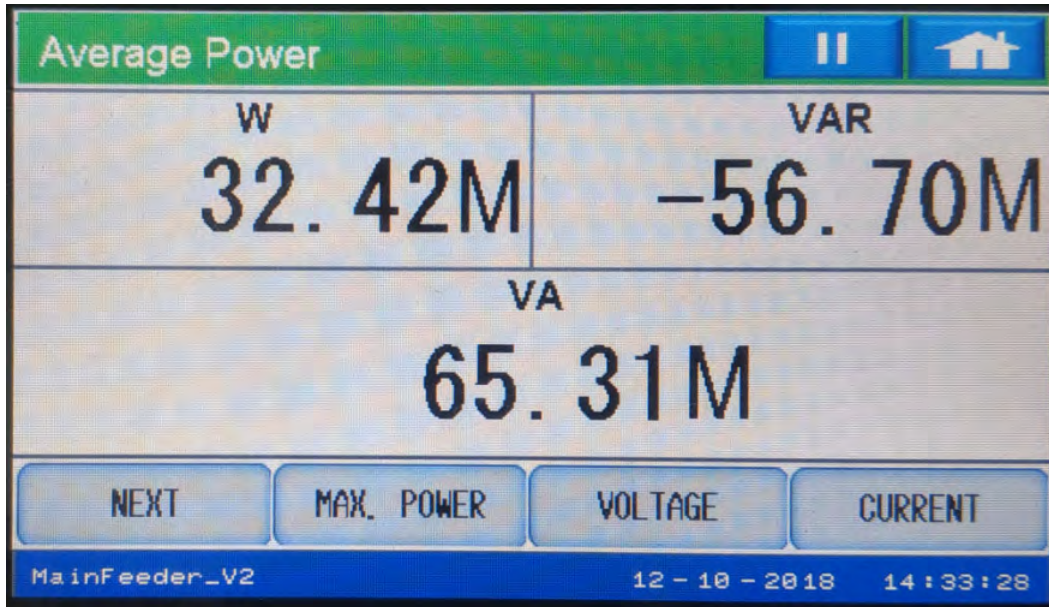 Average Power
W VAR
32.42M -56.70M
VA
65.31M
NEXT MAX. POWER VOLTAGE CURRENT
MainFeeder_V2 12-10-2018 14:33:28